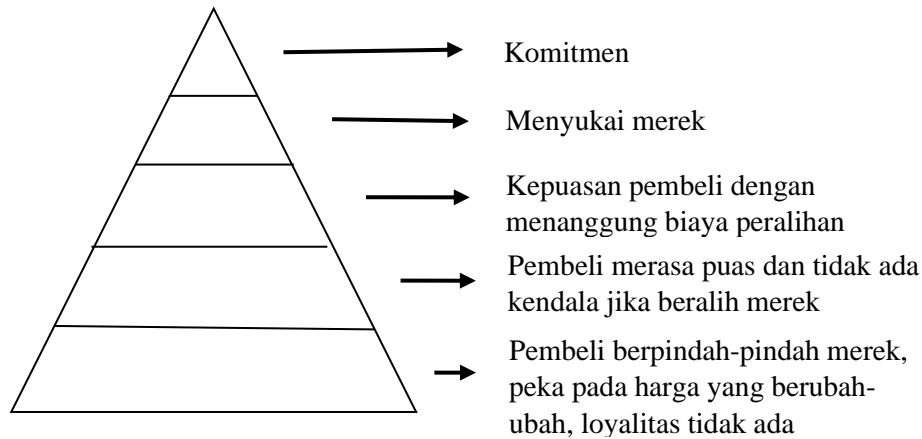 Komitmen
Menyukai merek
Kepuasan pembeli dengan
menanggung biaya peralihan
Pembeli merasa puas dan tidak ada
kendala jika beralih merek
Pembeli berpindah-pindah merek,
peka pada harga yang berubah-
ubah, loyalitas tidak ada